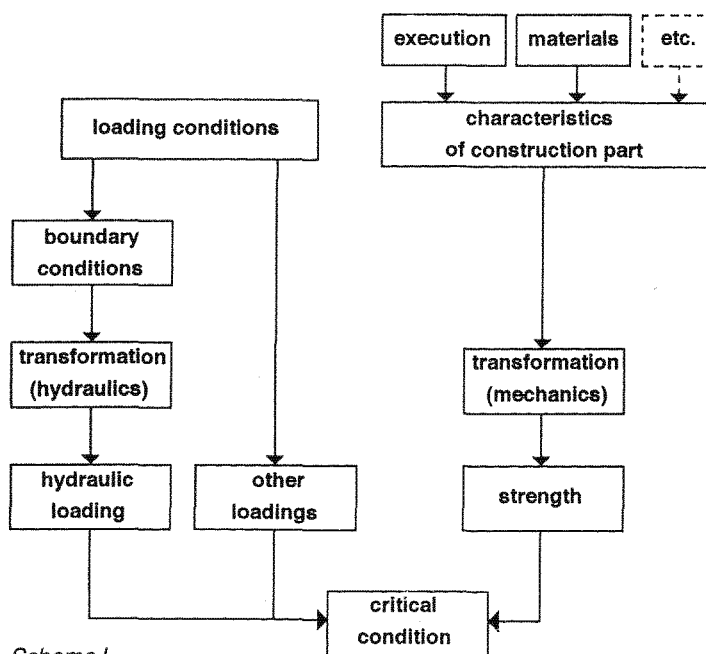 execution
materials
etc.
loading conditions
characteristics
of construction part
boundary
conditions
transformation
(hydraulics)
transformation
(mechanics)
hydraulic
loading
other
loadings
strength
critical
condition
Scheme I